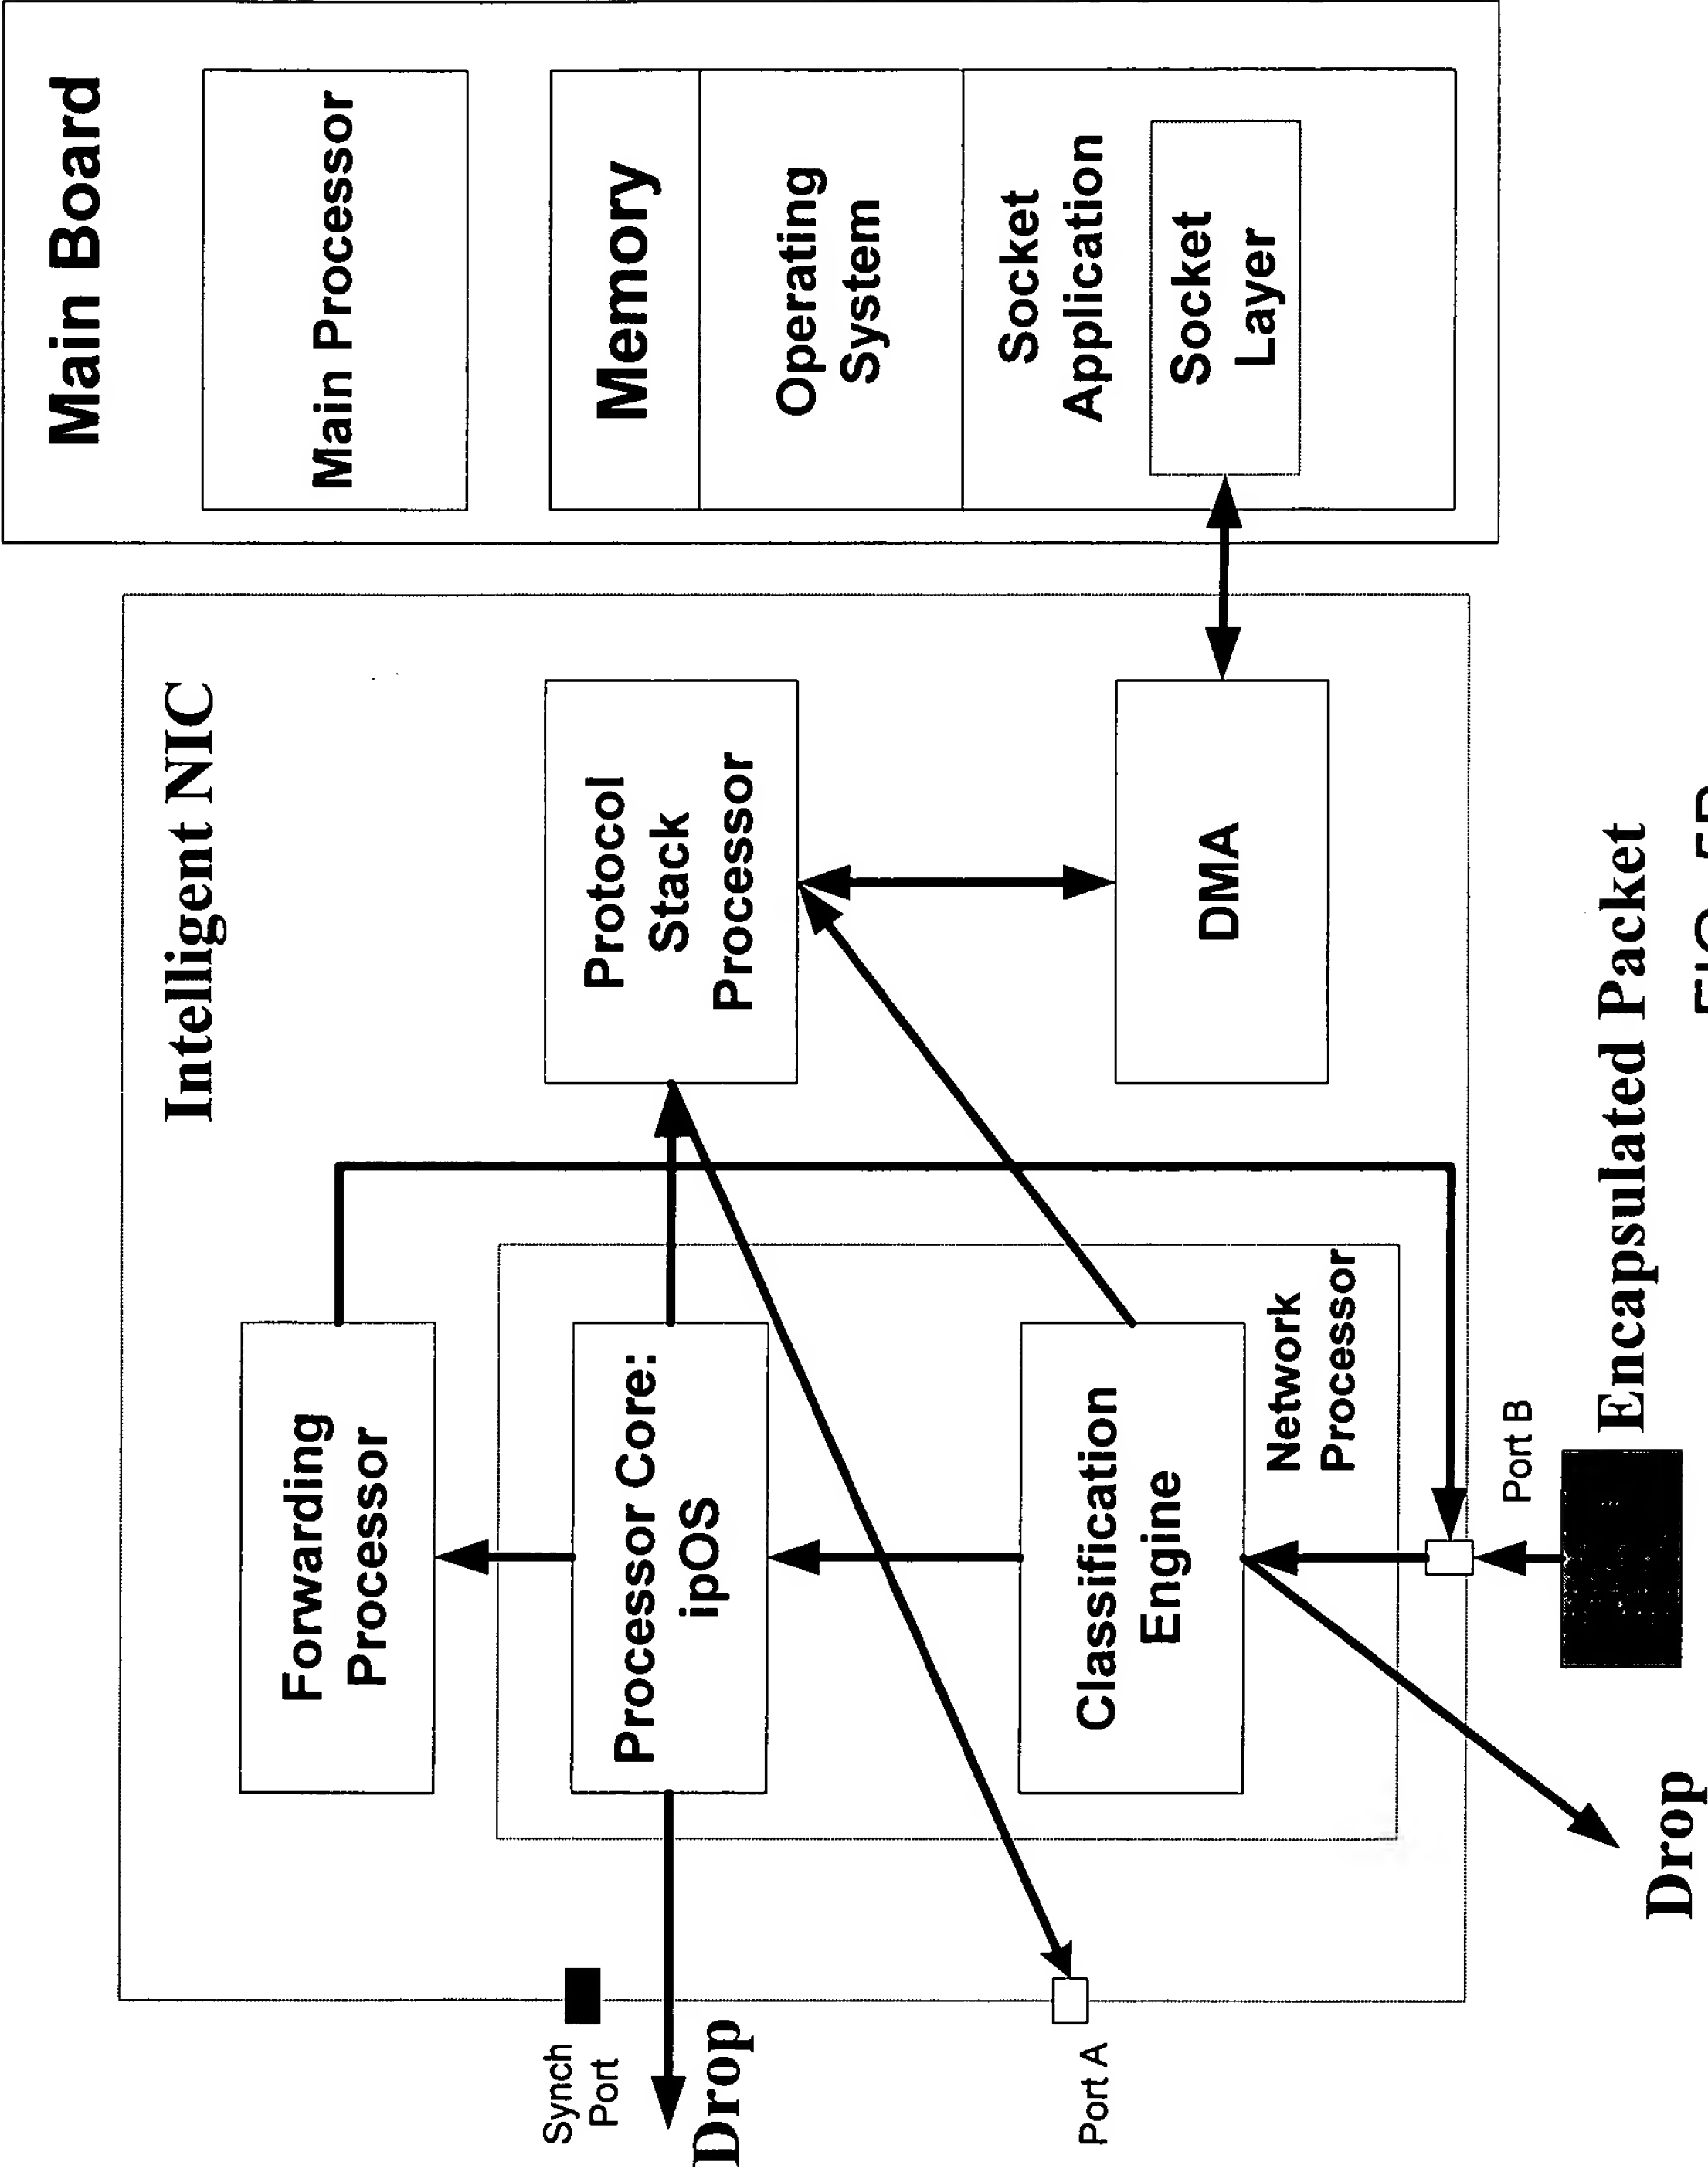 Main Board
Main Processor
Memory
Operating
System
Socket
Application
Socket
Layer
Intelligent NIC
Protocol
Stack
Processor
DMA
Forwarding
Processor
Processor Core:
ipOS
Classification
Engine
Network
Processor
Synch
Port
Drop
Port A
Port B
Encapsulated Packet
Drop